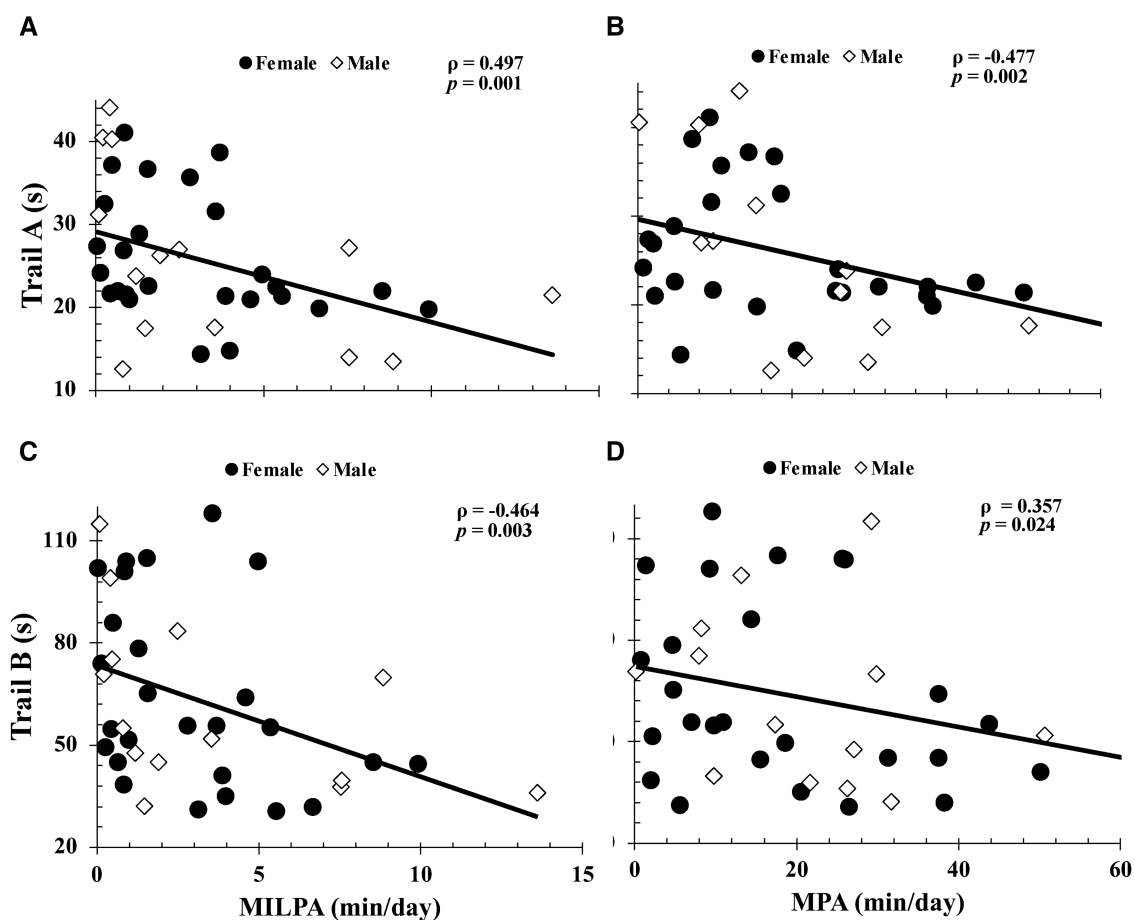 A
Female Male
ρ = 0.497
p = 0.001
40
30
20
10
Trail A (s)
B
Female Male
ρ = -0.477
p = 0.002
C
Female Male
ρ = -0.464
p = 0.003
110
80
50
20
Trail B (s)
0 5 10 15
MILPA (min/day)
D
Female Male
ρ = 0.357
p = 0.024
)
)
)
)
0 20 40 60
MPA (min/day)